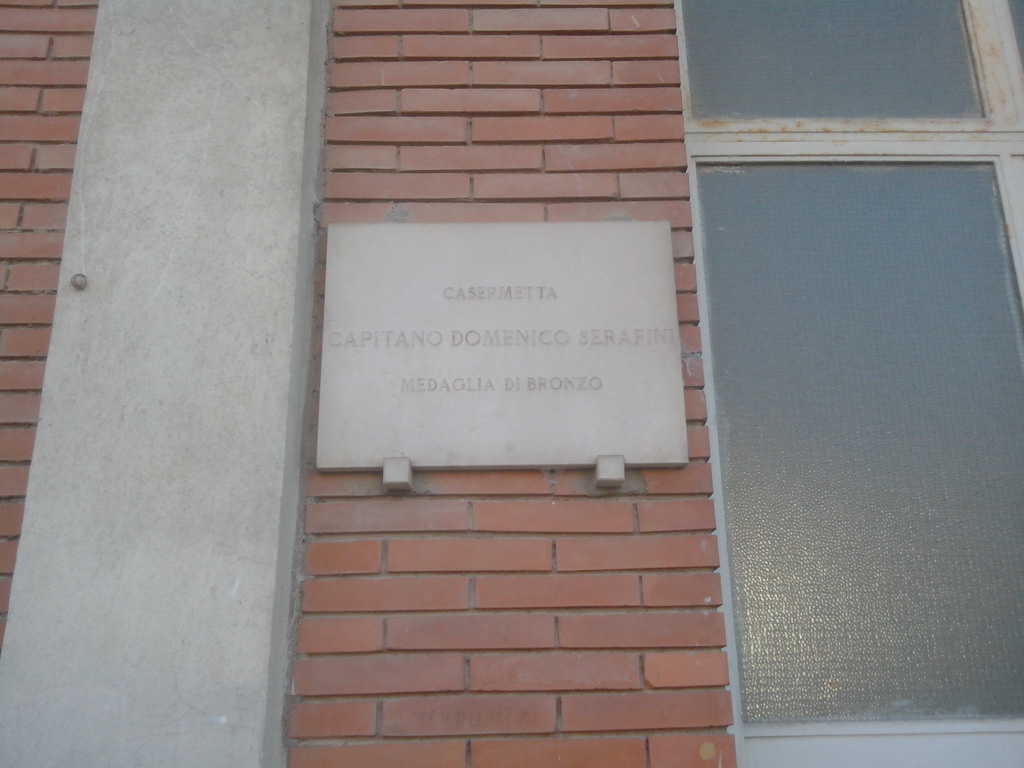 CASERMETTA
CAPITANO DOMENICO SERAFINI
MEDAGLIA DI BRONZO